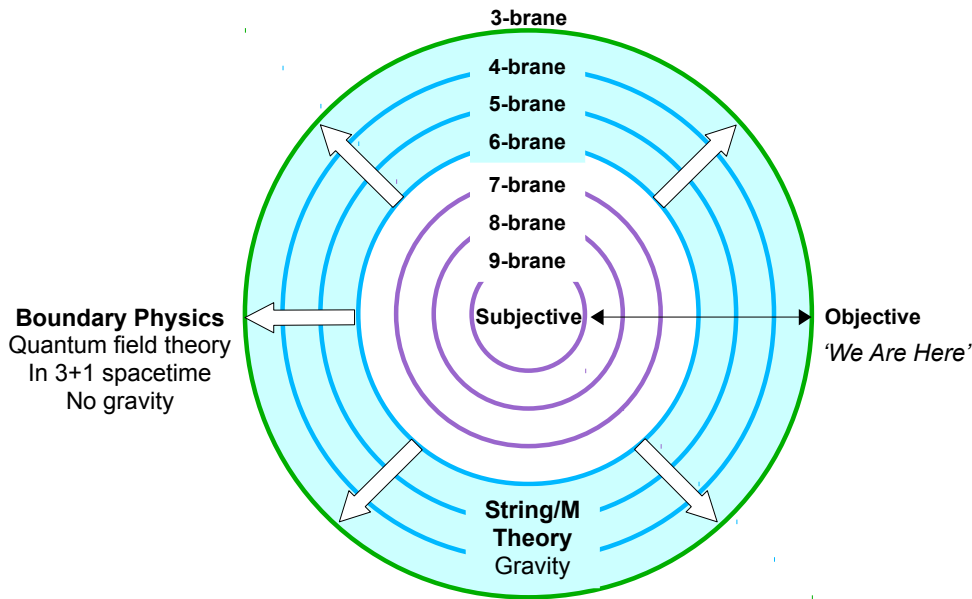 3-brane
4-brane
5-brane
6-brane
7-brane
8-brane
9-brane
Subjective
Objective
'We Are Here'
Boundary Physics
Quantum field theory
In 3+1 spacetime
No gravity
String/M
Theory
Gravity